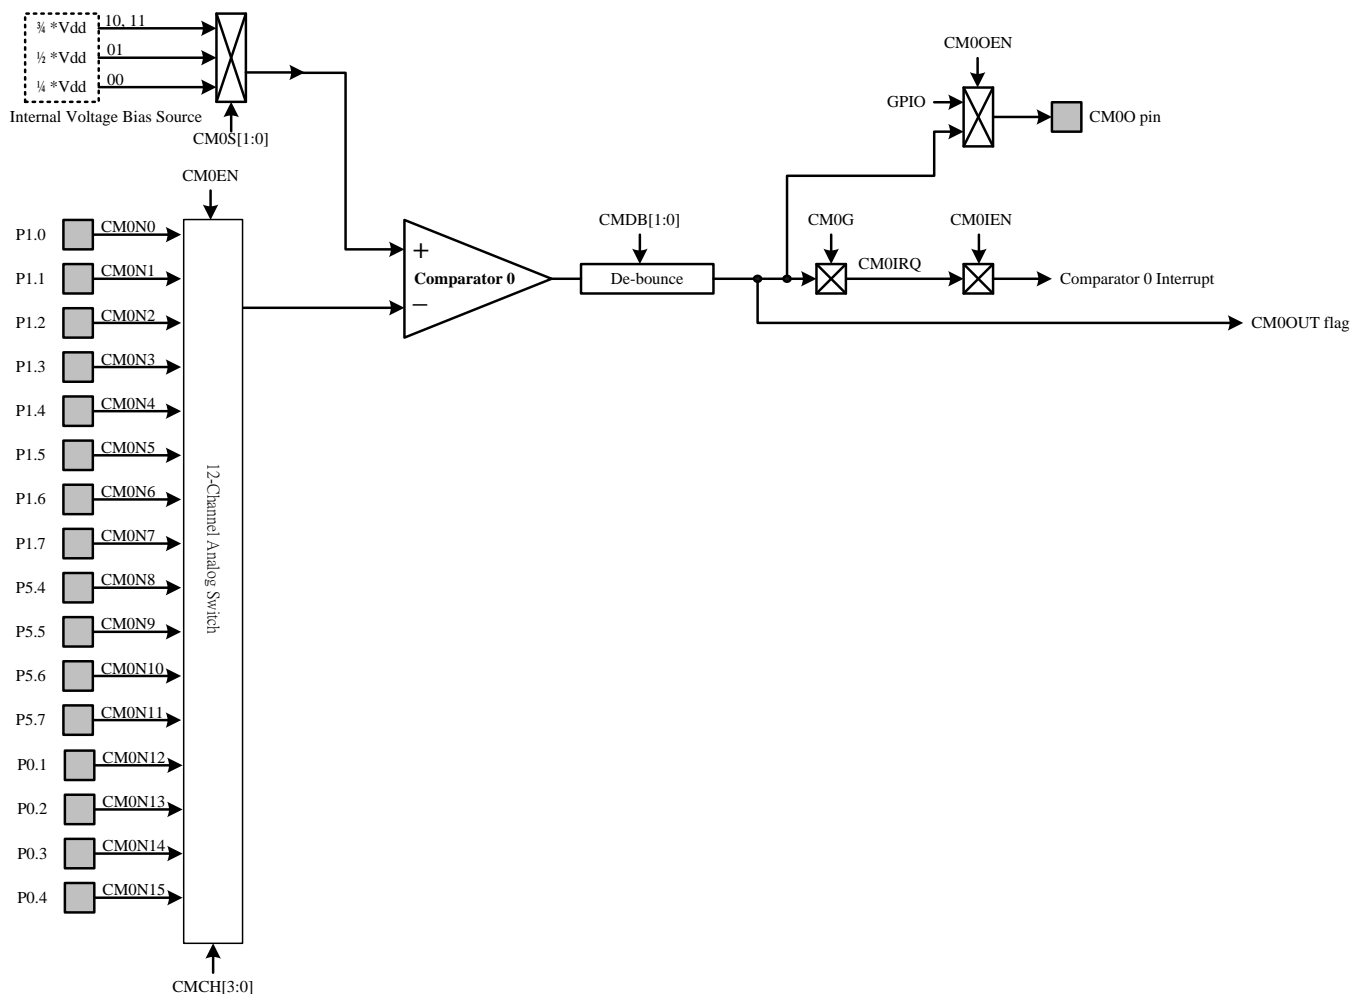 ¾ *Vdd
10, 11
½ *Vdd
01
¼ *Vdd
00
Internal Voltage Bias Source
CM0S[1:0]
CM0OEN
GPIO
CM0O pin
CM0EN
P1.0
CM0N0
P1.1
CM0N1
P1.2
CM0N2
P1.3
CM0N3
P1.4
CM0N4
P1.5
CM0N5
P1.6
CM0N6
P1.7
CM0N7
P5.4
CM0N8
P5.5
CM0N9
P5.6
CM0N10
P5.7
CM0N11
P0.1
CM0N12
P0.2
CM0N13
P0.3
CM0N14
P0.4
CM0N15
12-Channel Analog Switch
CMCH[3:0]
+
Comparator 0
−
CMDB[1:0]
De-bounce
CM0G
CM0IRQ
CM0IEN
Comparator 0 Interrupt
CM0OUT flag